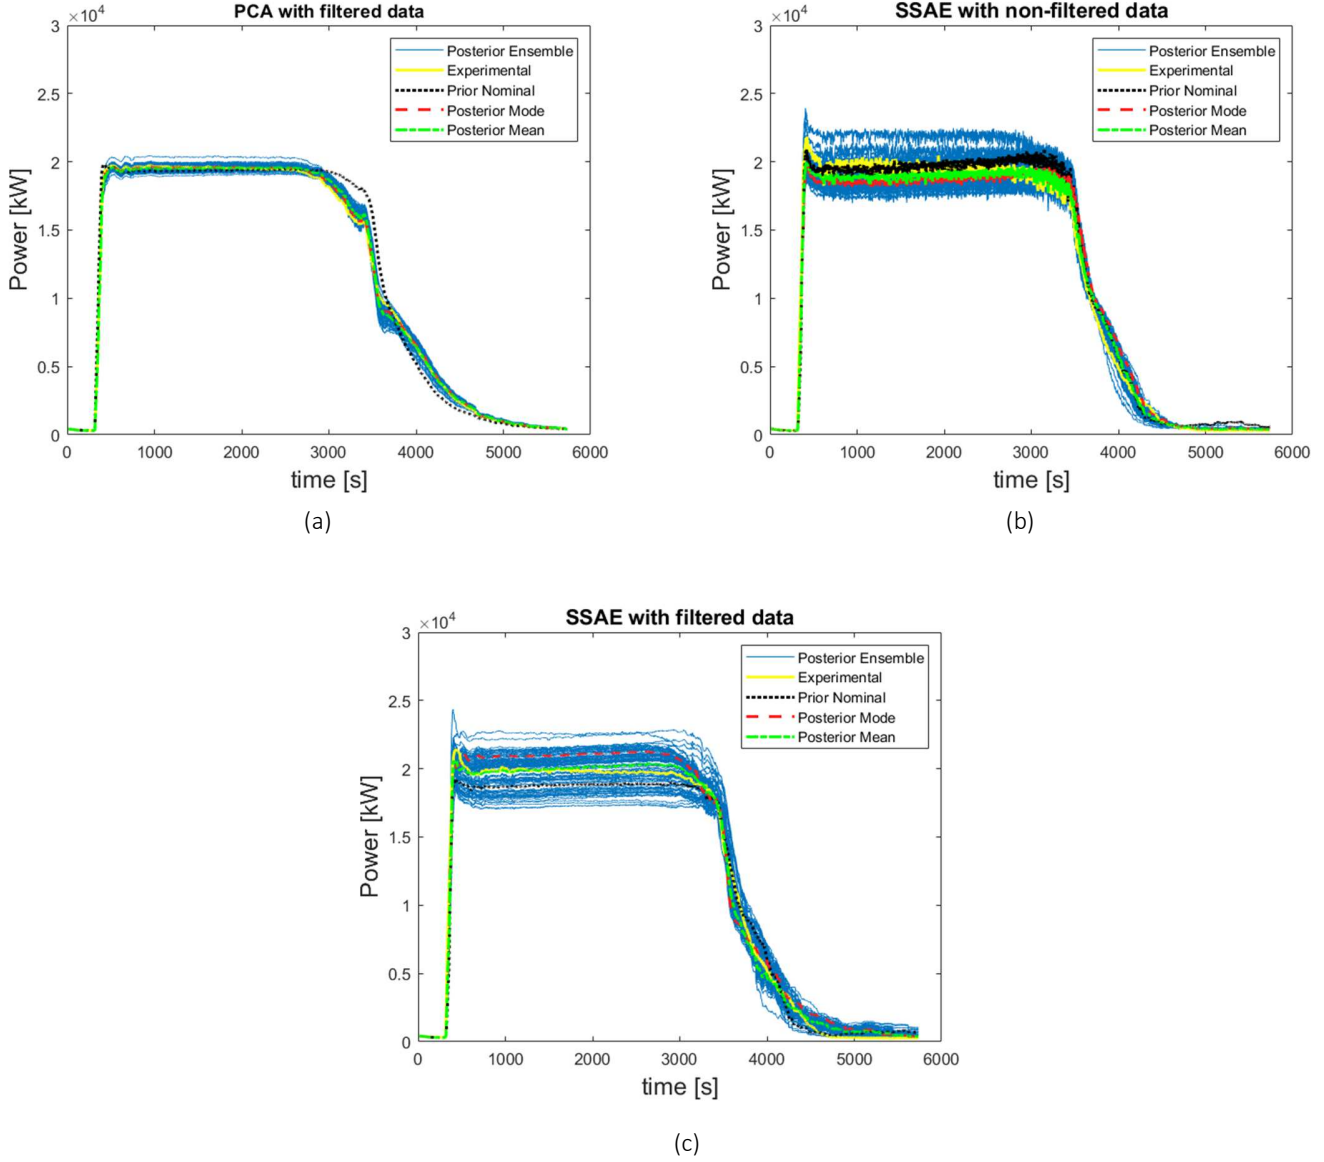 PCA with filtered data
×10^4
3
2.5
2
1.5
1
0.5
0
0 1000 2000 3000 4000 5000 6000
Power [kW]
time [s]
Posterior Ensemble
Experimental
Prior Nominal
Posterior Mode
Posterior Mean
(a)
SSAE with non-filtered data
×10^4
3
2.5
2
1.5
1
0.5
0
0 1000 2000 3000 4000 5000 6000
Power [kW]
time [s]
Posterior Ensemble
Experimental
Prior Nominal
Posterior Mode
Posterior Mean
(b)
SSAE with filtered data
×10^4
3
2.5
2
1.5
1
0.5
0
0 1000 2000 3000 4000 5000 6000
Power [kW]
time [s]
Posterior Ensemble
Experimental
Prior Nominal
Posterior Mode
Posterior Mean
(c)